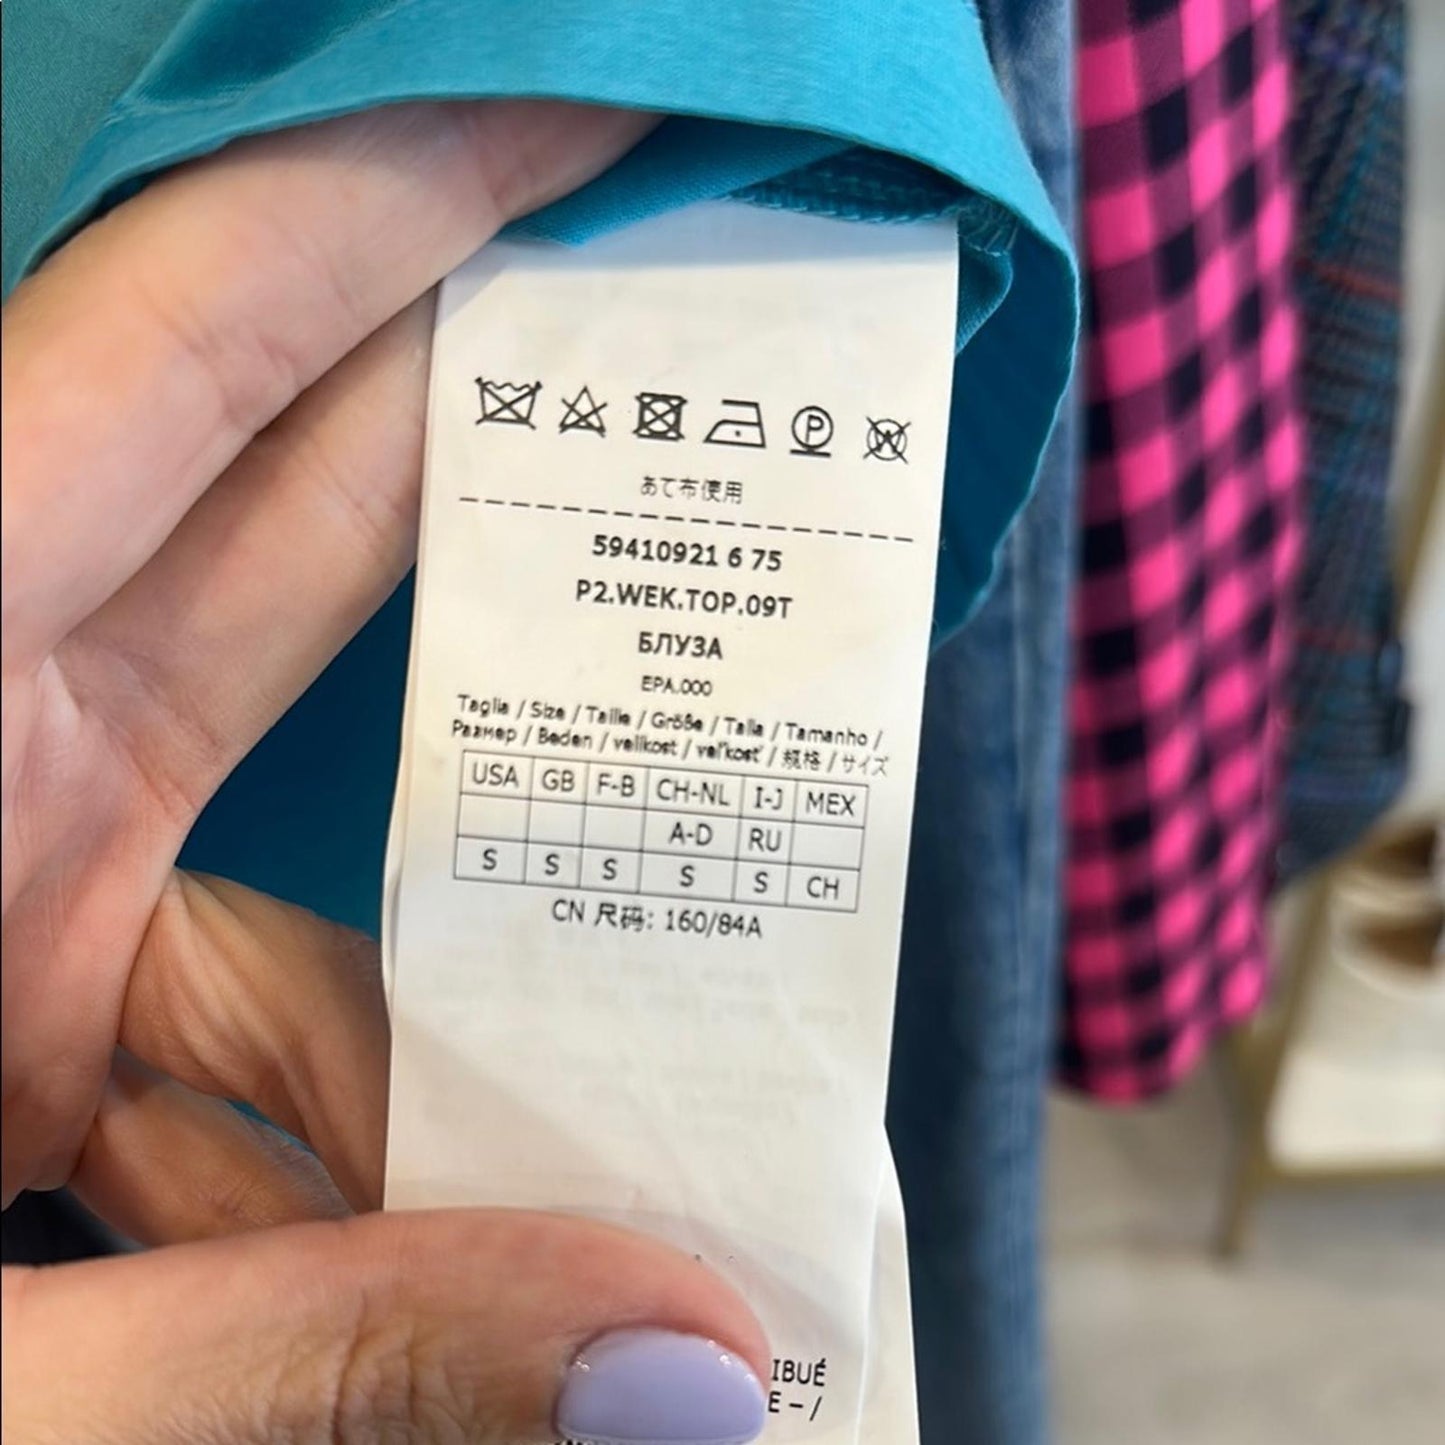 P
W
あて布使用
59410921 6 75
P2.WEK.TOP.09T
БЛУЗА
EPA.000
Taglia / Size / Taille / Größe / Talla / Tamanho /
Размер / Beden / velikost / veľkosť / 规格 / サイズ
USA GB F-B CH-NL I-J MEX
A-D RU
S S S S S CH
CN 尺码: 160/84A
IBUÉ
E - /